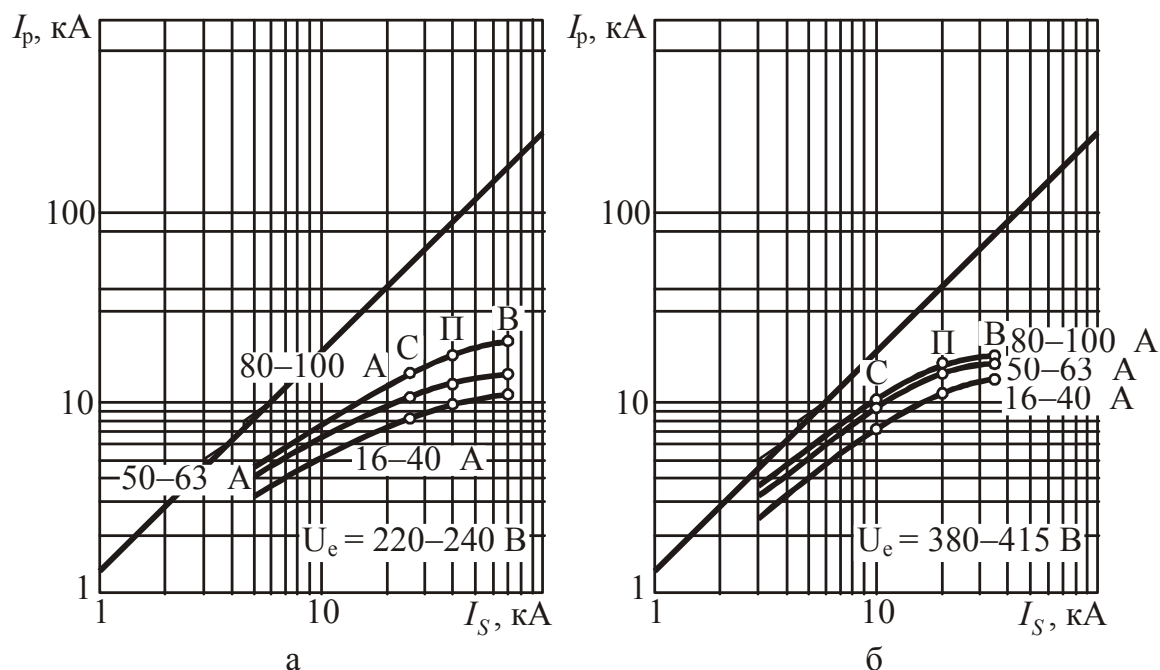 I_p, кА
100
10
1
80–100 А
С
П
В
50–63 А
16–40 А
U_e = 220–240 В
1
10
I_S, кА
а
I_p, кА
100
10
1
С
П
В
80–100 А
50–63 А
16–40 А
U_e = 380–415 В
1
10
I_S, кА
б